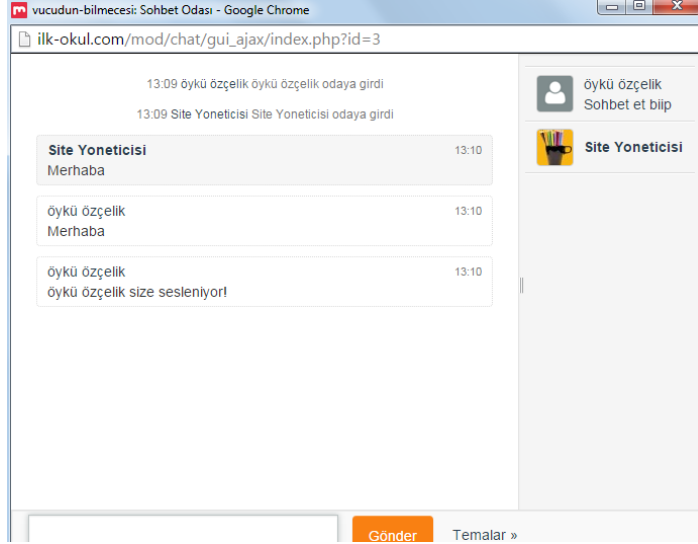 vucudun-bilmecesi: Sohbet Odası - Google Chrome
ilk-okul.com/mod/chat/gui_ajax/index.php?id=3
13:09 öykü özçelik öykü özçelik odaya girdi
13:09 Site Yoneticisi Site Yoneticisi odaya girdi
Site Yoneticisi 13:10
Merhaba
öykü özçelik 13:10
Merhaba
öykü özçelik 13:10
öykü özçelik size sesleniyor!
öykü özçelik
Sohbet et biip
Site Yoneticisi
Gönder Temalar »